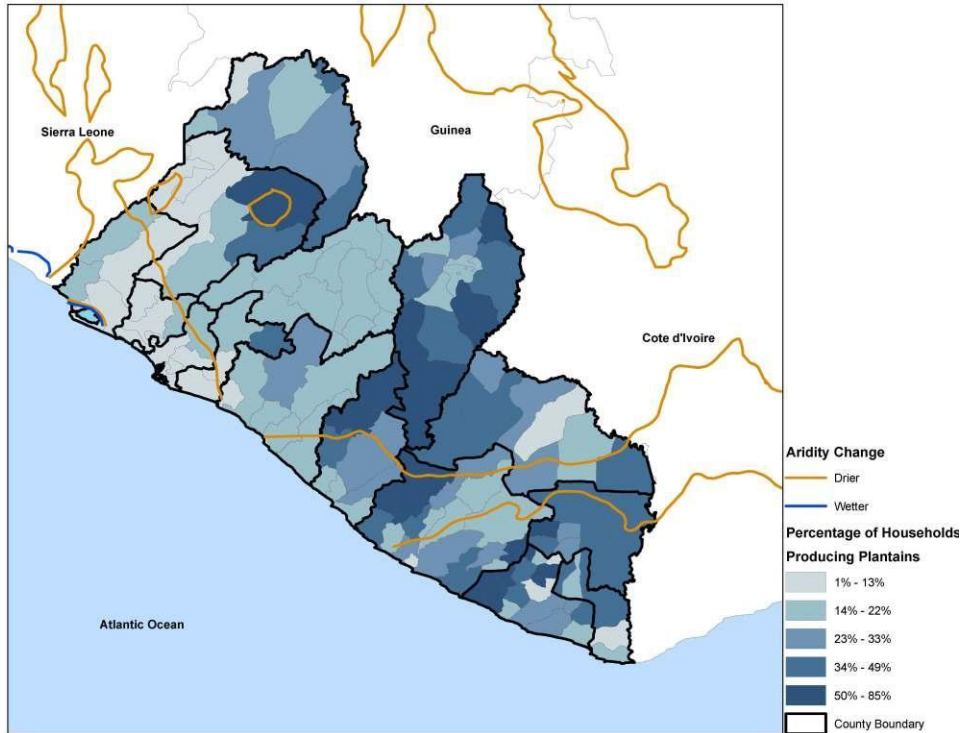 Sierra Leone
Guinea
Cote d'Ivoire
Atlantic Ocean
Aridity Change
Drier
Wetter
Percentage of Households
Producing Plantains
1% - 13%
14% - 22%
23% - 33%
34% - 49%
50% - 85%
County Boundary